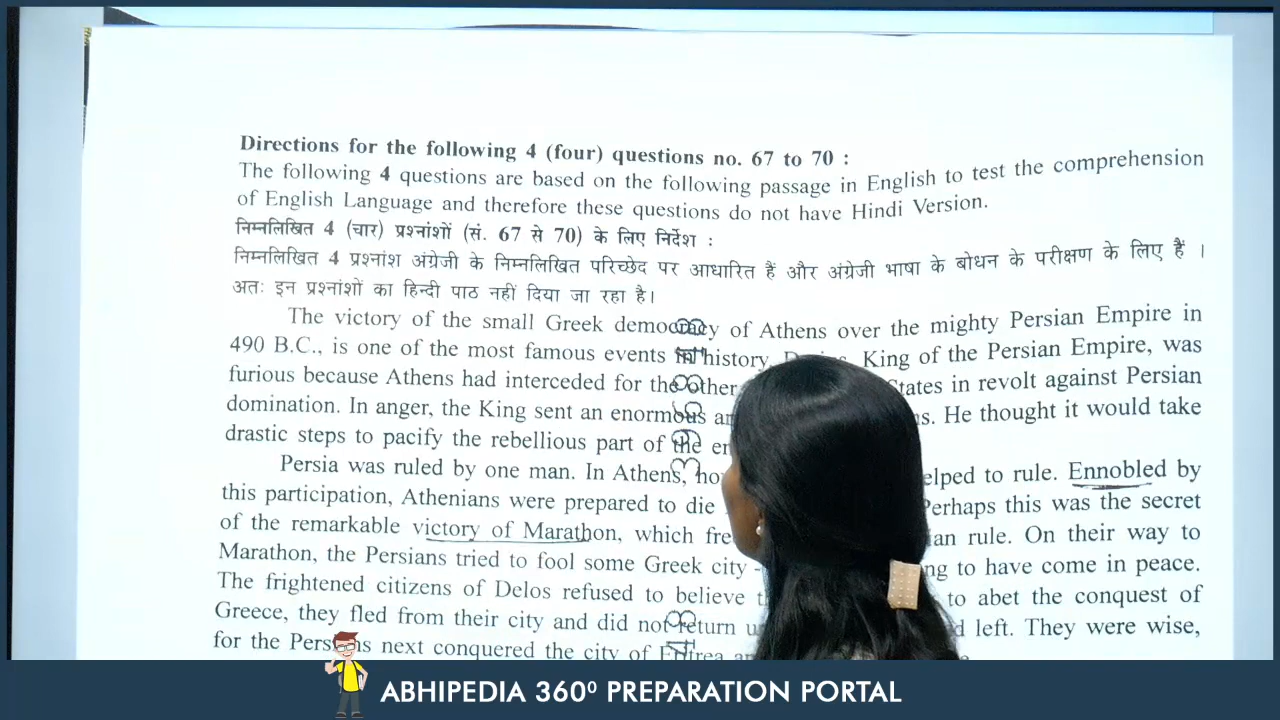 Directions for the following 4 (four) questions no. 67 to 70 :
The following 4 questions are based on the following passage in English to test the comprehension
of English Language and therefore these questions do not have Hindi Version.
निम्नलिखित 4 (चार) प्रश्नांशों (सं. 67 से 70) के लिए निर्देश :
निम्नलिखित 4 प्रश्नांश अंग्रेजी के निम्नलिखित परिच्छेद पर आधारित हैं और अंग्रेजी भाषा के बोधन के परीक्षण के लिए हैं ।
अतः इन प्रश्नांशों का हिन्दी पाठ नहीं दिया जा रहा है।
The victory of the small Greek democracy of Athens over the mighty Persian Empire in
490 B.C., is one of the most famous events in history. King of the Persian Empire, was
furious because Athens had interceded for the other States in revolt against Persian
domination. In anger, the King sent an enormous He thought it would take
drastic steps to pacify the rebellious part of the
Persia was ruled by one man. In Athens, helped to rule. Ennobled by
this participation, Athenians were prepared to die Perhaps this was the secret
of the remarkable victory of Marathon, which rule. On their way to
Marathon, the Persians tried to fool some Greek city - to have come in peace.
The frightened citizens of Delos refused to believe to abet the conquest of
Greece, they fled from their city and did not return left. They were wise,
for the Persians next conquered the city of Eritrea
ABHIPEDIA 360⁰ PREPARATION PORTAL